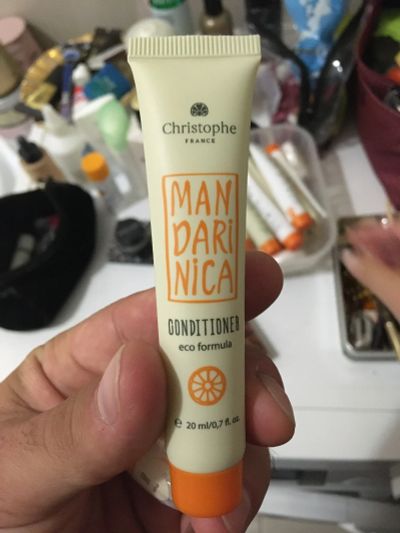 Christophe
FRANCE
MAN
DARI
NICA
CONDITIONER
eco formula
℮ 20 ml/0,7 fl. oz.